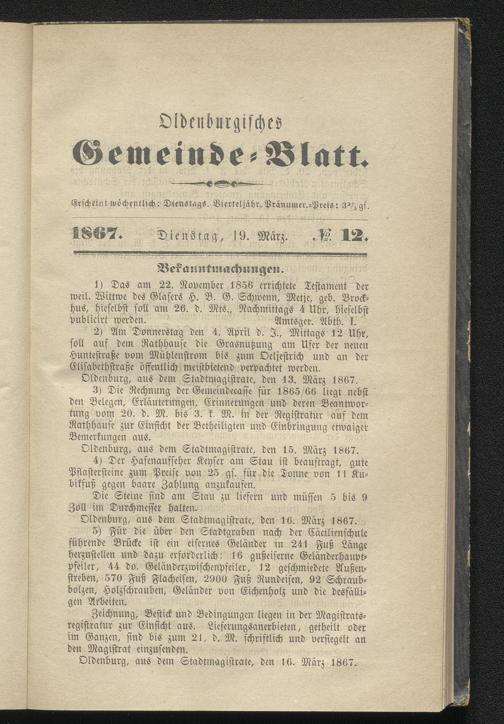 Oldenburgisches
Gemeinde-Blatt.
Erscheint wöchentlich: Dienstags. Vierteljähr. Pränumer.-Preis: 3¾ gf.
1867. Dienstag, 19. März. № 12.
Bekanntmachungen.
1) Das am 22. November 1856 errichtete Testament der
weil. Wittwe des Glasers H. B. G. Schwenn, Metje, geb. Brock-
hus, hieselbst soll am 26. d. Mts., Nachmittags 4 Uhr, hieselbst
publicirt werden. Amtsger. Abth. I.
2) Am Donnerstag den 4. April d. J., Mittags 12 Uhr,
soll auf dem Rathhause die Grasnutzung am Ufer der neuen
Huntestraße vom Mühlenstrom bis zum Oeljestrich und an der
Elisabethstraße öffentlich meistbietend verpachtet werden.
Oldenburg, aus dem Stadtmagistrate, den 13. März 1867.
3) Die Rechnung der Gemeindecasse für 1865/66 liegt nebst
den Belegen, Erläuterungen, Erinnerungen und deren Beantwor-
tung vom 20. d. M. bis 3. k. M. in der Registratur auf dem
Rathhause zur Einsicht der Betheiligten und Einbringung etwaiger
Bemerkungen aus.
Oldenburg, aus dem Stadtmagistrate, den 15. März 1867.
4) Der Hafenaufseher Keyser am Stau ist beauftragt, gute
Pflastersteine zum Preise von 25 gf. für die Tonne von 11 Ku-
bikfuß gegen baare Zahlung anzukaufen.
Die Steine sind am Stau zu liefern und müssen 5 bis 9
Zoll im Durchmesser halten.
Oldenburg, aus dem Stadtmagistrate, den 16. März 1867.
5) Für die über den Stadtgraben nach der Cäcilienschule
führende Brücke ist ein eisernes Geländer in 241 Fuß Länge
herzustellen und dazu erforderlich: 16 gußeiserne Geländerhaupt-
pfeiler, 44 do. Geländerzwischenpfeiler, 12 geschmiedete Außen-
streben, 570 Fuß Flacheisen, 2900 Fuß Rundeisen, 92 Schraub-
bolzen, Holzschrauben, Geländer von Eichenholz und die desfälli-
gen Arbeiten.
Zeichnung, Bestick und Bedingungen liegen in der Magistrats-
registratur zur Einsicht aus. Lieferungsanerbieten, getheilt oder
im Ganzen, sind bis zum 21. d. M. schriftlich und versiegelt an
den Magistrat einzusenden.
Oldenburg, aus dem Stadtmagistrate, den 16. März 1867.